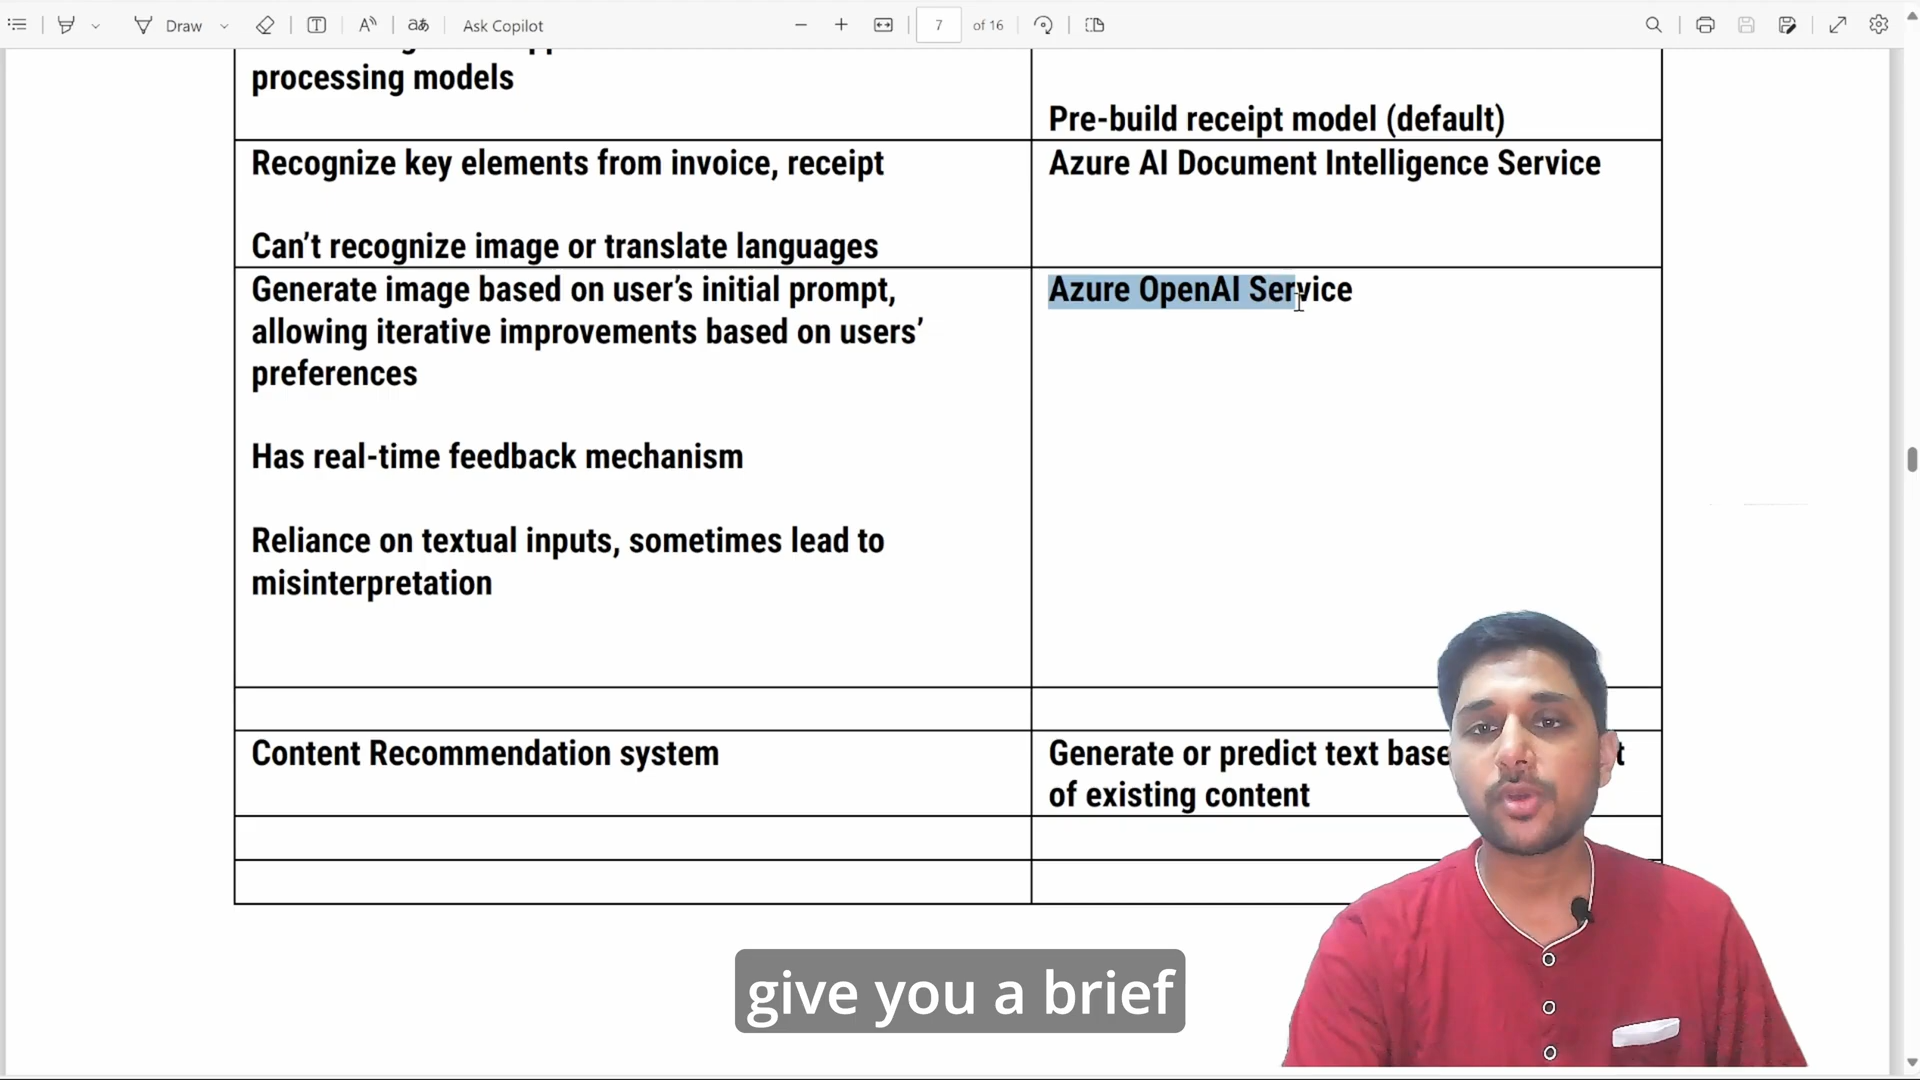 Draw
Ask Copilot
7
of 16
processing models
Pre-build receipt model (default)
Recognize key elements from invoice, receipt
Azure AI Document Intelligence Service
Can't recognize image or translate languages
Generate image based on user's initial prompt,
allowing iterative improvements based on users'
preferences
Has real-time feedback mechanism
Reliance on textual inputs, sometimes lead to
misinterpretation
Azure OpenAI Service
Content Recommendation system
Generate or predict text
of existing content
give you a brief